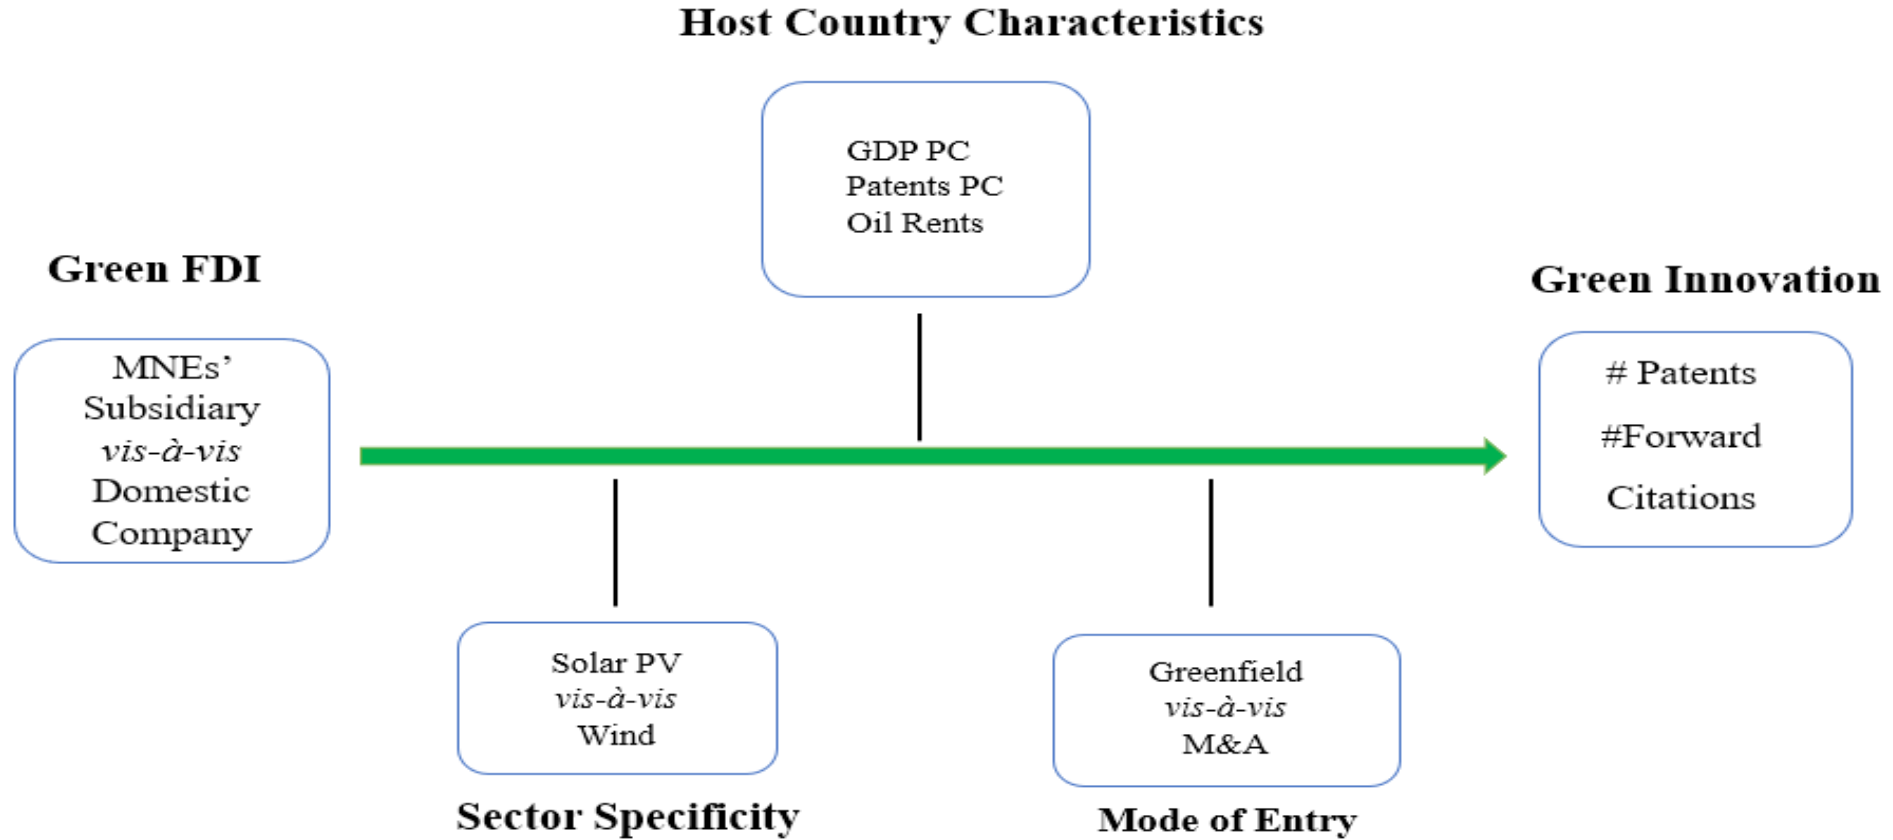 Host Country Characteristics
GDP PC
Patents PC
Oil Rents
Green FDI
MNEs’
Subsidiary
vis-à-vis
Domestic
Company
Green Innovation
# Patents
#Forward
Citations
Solar PV
vis-à-vis
Wind
Sector Specificity
Greenfield
vis-à-vis
M&A
Mode of Entry